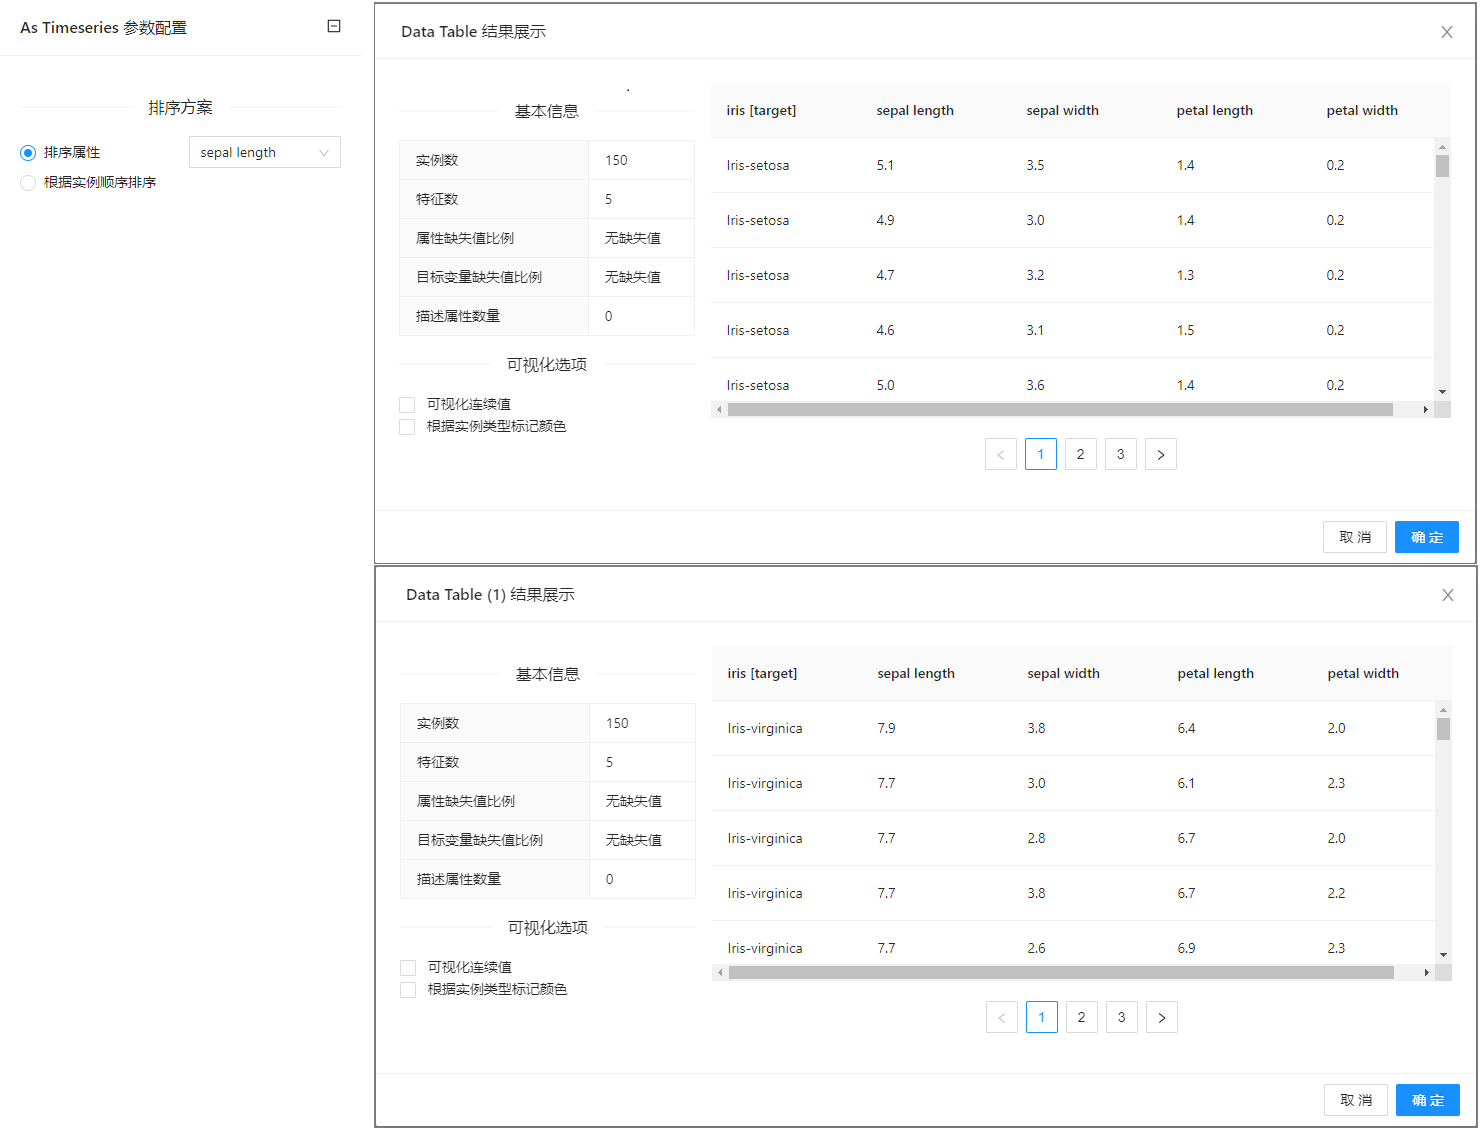 As Timeseries 参数配置
排序方案
排序属性 sepal length
根据实例顺序排序
Data Table 结果展示
基本信息
实例数 150
特征数 5
属性缺失值比例 无缺失值
目标变量缺失值比例 无缺失值
描述属性数量 0
可视化选项
可视化连续值
根据实例类型标记颜色
iris [target] sepal length sepal width petal length petal width
Iris-setosa 5.1 3.5 1.4 0.2
Iris-setosa 4.9 3.0 1.4 0.2
Iris-setosa 4.7 3.2 1.3 0.2
Iris-setosa 4.6 3.1 1.5 0.2
Iris-setosa 5.0 3.6 1.4 0.2
< 1 2 3 >
取 消 确 定
Data Table (1) 结果展示
基本信息
实例数 150
特征数 5
属性缺失值比例 无缺失值
目标变量缺失值比例 无缺失值
描述属性数量 0
可视化选项
可视化连续值
根据实例类型标记颜色
iris [target] sepal length sepal width petal length petal width
Iris-virginica 7.9 3.8 6.4 2.0
Iris-virginica 7.7 3.0 6.1 2.3
Iris-virginica 7.7 2.8 6.7 2.0
Iris-virginica 7.7 3.8 6.7 2.2
Iris-virginica 7.7 2.6 6.9 2.3
< 1 2 3 >
取 消 确 定